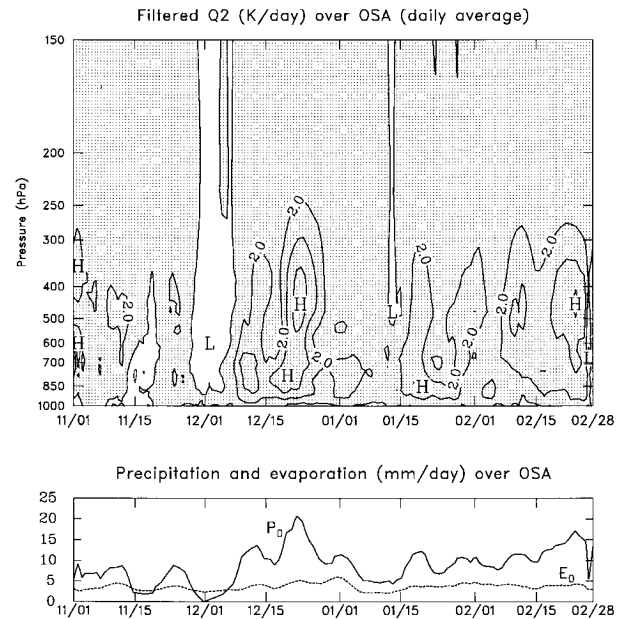 Filtered Q2 (K/day) over OSA (daily average)
150
200
250
300
400
500
600
700
850
1000
Pressure (hPa)
H
H
2.0
L
2.0
2.0
H
2.0
H
2.0
L
2.0
H
2.0
2.0
2.0
H
L
11/01 11/15 12/01 12/15 01/01 01/15 02/01 02/15 02/28
Precipitation and evaporation (mm/day) over OSA
25
20
15
10
5
0
P0
E0
11/01 11/15 12/01 12/15 01/01 01/15 02/01 02/15 02/28